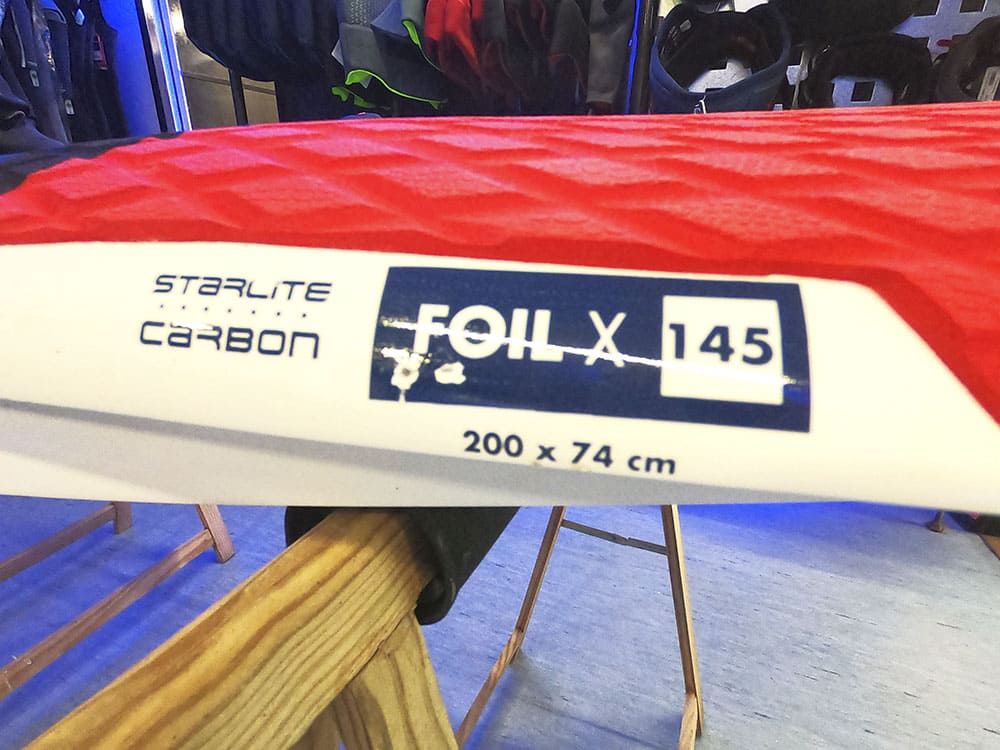 STARLITE
CARBON
FOIL X 145
200 x 74 cm